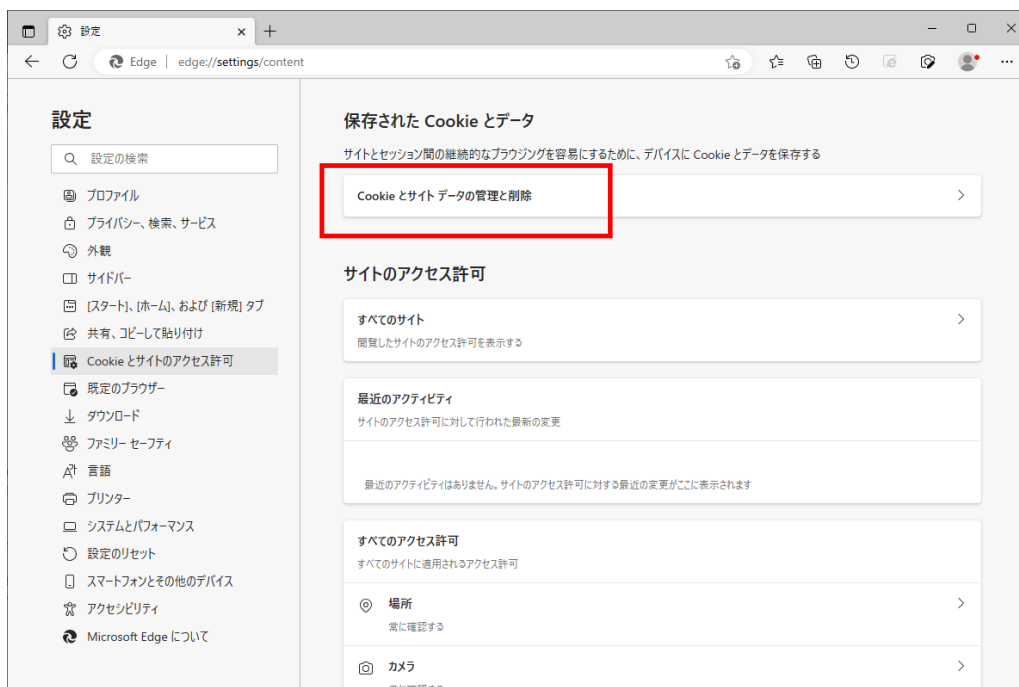 設定
Edge
edge://settings/content
設定
設定の検索
プロファイル
プライバシー、検索、サービス
外観
サイドバー
[スタート]、[ホーム]、および [新規] タブ
共有、コピーして貼り付け
Cookie とサイトのアクセス許可
既定のブラウザー
ダウンロード
ファミリー セーフティ
言語
プリンター
システムとパフォーマンス
設定のリセット
スマートフォンとその他のデバイス
アクセシビリティ
Microsoft Edge について
保存された Cookie とデータ
サイトとセッション間の継続的なブラウジングを容易にするために、デバイスに Cookie とデータを保存する
Cookie とサイト データの管理と削除
サイトのアクセス許可
すべてのサイト
閲覧したサイトのアクセス許可を表示する
最近のアクティビティ
サイトのアクセス許可に対して行われた最新の変更
最近のアクティビティはありません。サイトのアクセス許可に対する最近の変更がここに表示されます
すべてのアクセス許可
すべてのサイトに適用されるアクセス許可
場所
常に確認する
カメラ